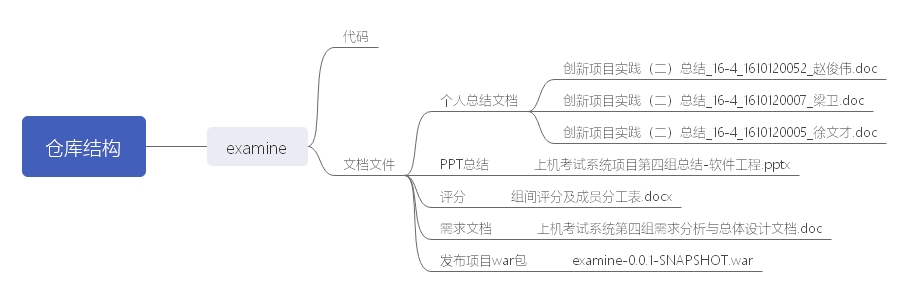 仓库结构
examine
代码
文档文件
个人总结文档
创新项目实践（二）总结_16-4_1610120052_赵俊伟.doc
创新项目实践（二）总结_16-4_1610120007_梁卫.doc
创新项目实践（二）总结_16-4_1610120005_徐文才.doc
PPT总结
上机考试系统项目第四组总结-软件工程.pptx
评分
组间评分及成员分工表.docx
需求文档
上机考试系统第四组需求分析与总体设计文档.doc
发布项目war包
examine-0.0.1-SNAPSHOT.war